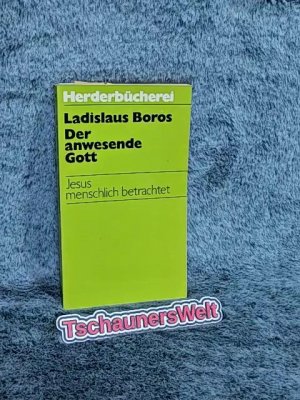 Herderbücherei
Ladislaus Boros
Der
anwesende
Gott
Jesus
menschlich betrachtet
TschaunersWelt